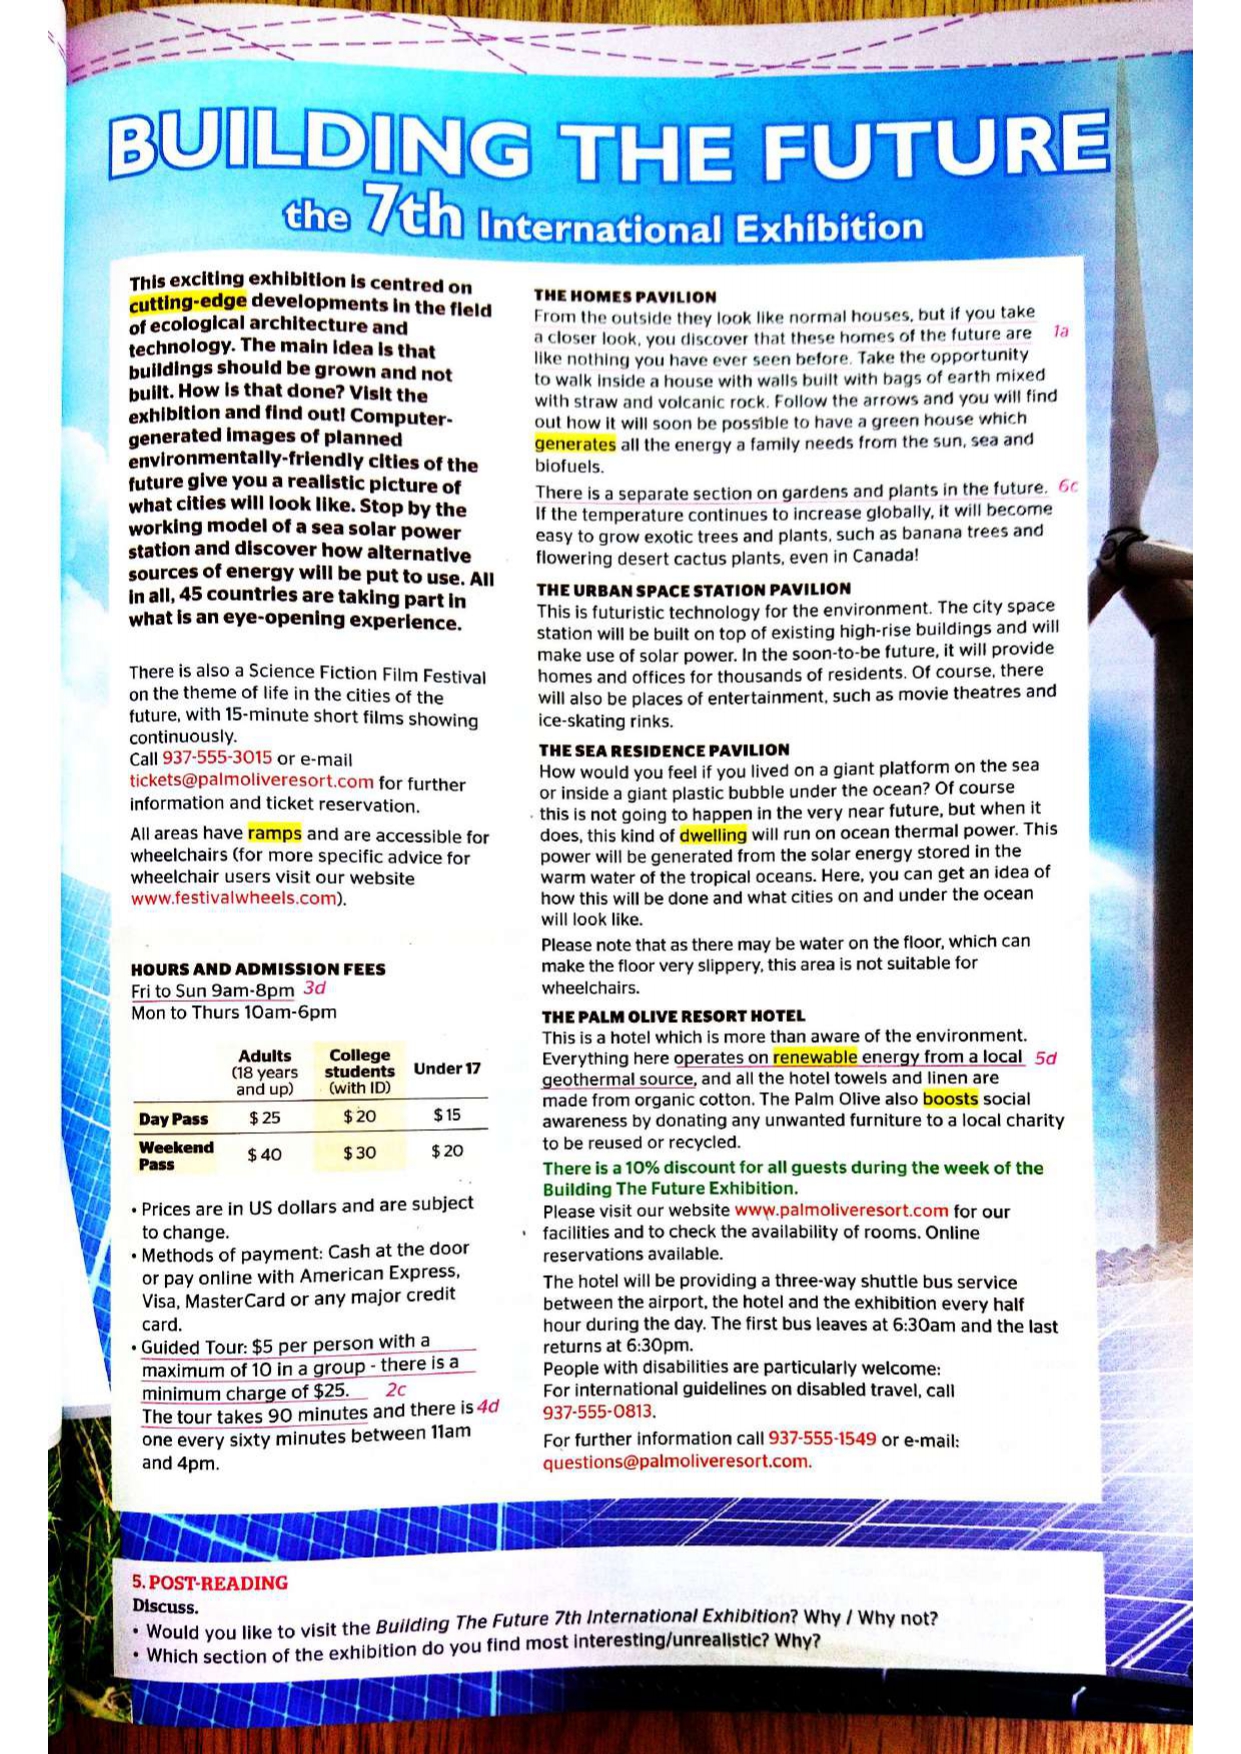 BUILDING THE FUTURE
the 7th International Exhibition
This exciting exhibition is centred on
cutting-edge developments in the field
of ecological architecture and
technology. The main idea is that
buildings should be grown and not
built. How is that done? Visit the
exhibition and find out! Computer-
generated images of planned
environmentally-friendly cities of the
future give you a realistic picture of
what cities will look like. Stop by the
working model of a sea solar power
station and discover how alternative
sources of energy will be put to use. All
in all, 45 countries are taking part in
what is an eye-opening experience.
There is also a Science Fiction Film Festival
on the theme of life in the cities of the
future, with 15-minute short films showing
continuously.
Call 937-555-3015 or e-mail
tickets@palmoliveresort.com for further
information and ticket reservation.
All areas have ramps and are accessible for
wheelchairs (for more specific advice for
wheelchair users visit our website
www.festivalwheels.com).
HOURS AND ADMISSION FEES
Fri to Sun 9am-8pm 3d
Mon to Thurs 10am-6pm
Adults (18 years and up) College students (with ID) Under 17
Day Pass $ 25 $ 20 $ 15
Weekend Pass $ 40 $ 30 $ 20
• Prices are in US dollars and are subject
to change.
• Methods of payment: Cash at the door
or pay online with American Express,
Visa, MasterCard or any major credit
card.
• Guided Tour: $5 per person with a
maximum of 10 in a group - there is a
minimum charge of $25. 2c
The tour takes 90 minutes and there is 4d
one every sixty minutes between 11am
and 4pm.
THE HOMES PAVILION
From the outside they look like normal houses, but if you take
a closer look, you discover that these homes of the future are 1a
like nothing you have ever seen before. Take the opportunity
to walk inside a house with walls built with bags of earth mixed
with straw and volcanic rock. Follow the arrows and you will find
out how it will soon be possible to have a green house which
generates all the energy a family needs from the sun, sea and
biofuels.
There is a separate section on gardens and plants in the future. 6c
If the temperature continues to increase globally, it will become
easy to grow exotic trees and plants, such as banana trees and
flowering desert cactus plants, even in Canada!
THE URBAN SPACE STATION PAVILION
This is futuristic technology for the environment. The city space
station will be built on top of existing high-rise buildings and will
make use of solar power. In the soon-to-be future, it will provide
homes and offices for thousands of residents. Of course, there
will also be places of entertainment, such as movie theatres and
ice-skating rinks.
THE SEA RESIDENCE PAVILION
How would you feel if you lived on a giant platform on the sea
or inside a giant plastic bubble under the ocean? Of course
this is not going to happen in the very near future, but when it
does, this kind of dwelling will run on ocean thermal power. This
power will be generated from the solar energy stored in the
warm water of the tropical oceans. Here, you can get an idea of
how this will be done and what cities on and under the ocean
will look like.
Please note that as there may be water on the floor, which can
make the floor very slippery, this area is not suitable for
wheelchairs.
THE PALM OLIVE RESORT HOTEL
This is a hotel which is more than aware of the environment.
Everything here operates on renewable energy from a local 5d
geothermal source, and all the hotel towels and linen are
made from organic cotton. The Palm Olive also boosts social
awareness by donating any unwanted furniture to a local charity
to be reused or recycled.
There is a 10% discount for all guests during the week of the
Building The Future Exhibition.
Please visit our website www.palmoliveresort.com for our
facilities and to check the availability of rooms. Online
reservations available.
The hotel will be providing a three-way shuttle bus service
between the airport, the hotel and the exhibition every half
hour during the day. The first bus leaves at 6:30am and the last
returns at 6:30pm.
People with disabilities are particularly welcome:
For international guidelines on disabled travel, call
937-555-0813.
For further information call 937-555-1549 or e-mail:
questions@palmoliveresort.com.
5. POST-READING
Discuss.
• Would you like to visit the Building The Future 7th International Exhibition? Why / Why not?
• Which section of the exhibition do you find most interesting/unrealistic? Why?